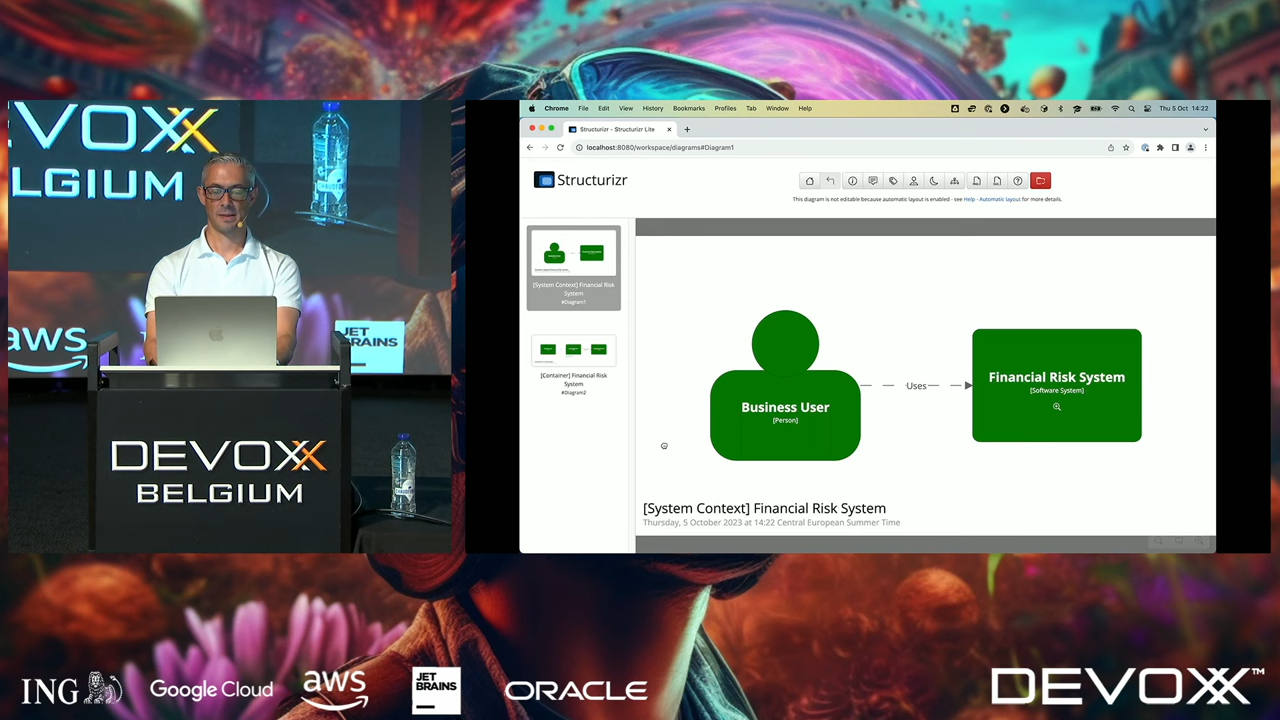 VOXX
LGIUM
CHAUDFON
aws
JET
BRAINS
DEVOXX
BELGIUM
Chrome File Edit View History Bookmarks Profiles Tab Window Help
Thu 5 Oct 14:22
Structurizr - Structurizr Lite
localhost:8080/workspace/diagrams#Diagram1
Structurizr
This diagram is not editable because automatic layout is enabled - see Help - Automatic layout for more details.
[System Context] Financial Risk
System
#Diagram1
[Container] Financial Risk
System
#Diagram2
Business User
[Person]
Uses
Financial Risk System
[Software System]
[System Context] Financial Risk System
Thursday, 5 October 2023 at 14:22 Central European Summer Time
ING
Google Cloud
aws
JET
BRAINS
ORACLE
DEVOXX™